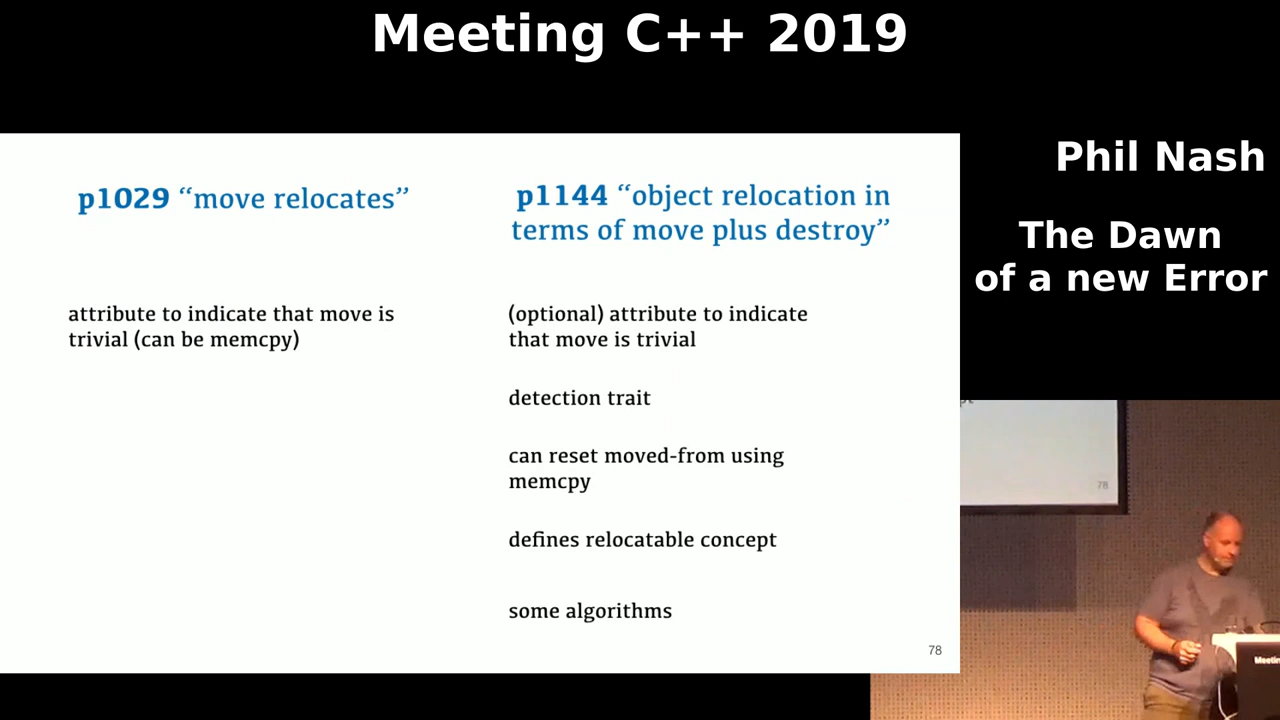 Meeting C++ 2019
p1029 “move relocates”
attribute to indicate that move is
trivial (can be memcpy)
p1144 “object relocation in
terms of move plus destroy”
(optional) attribute to indicate
that move is trivial
detection trait
can reset moved-from using
memcpy
defines relocatable concept
some algorithms
78
Phil Nash
The Dawn
of a new Error
78